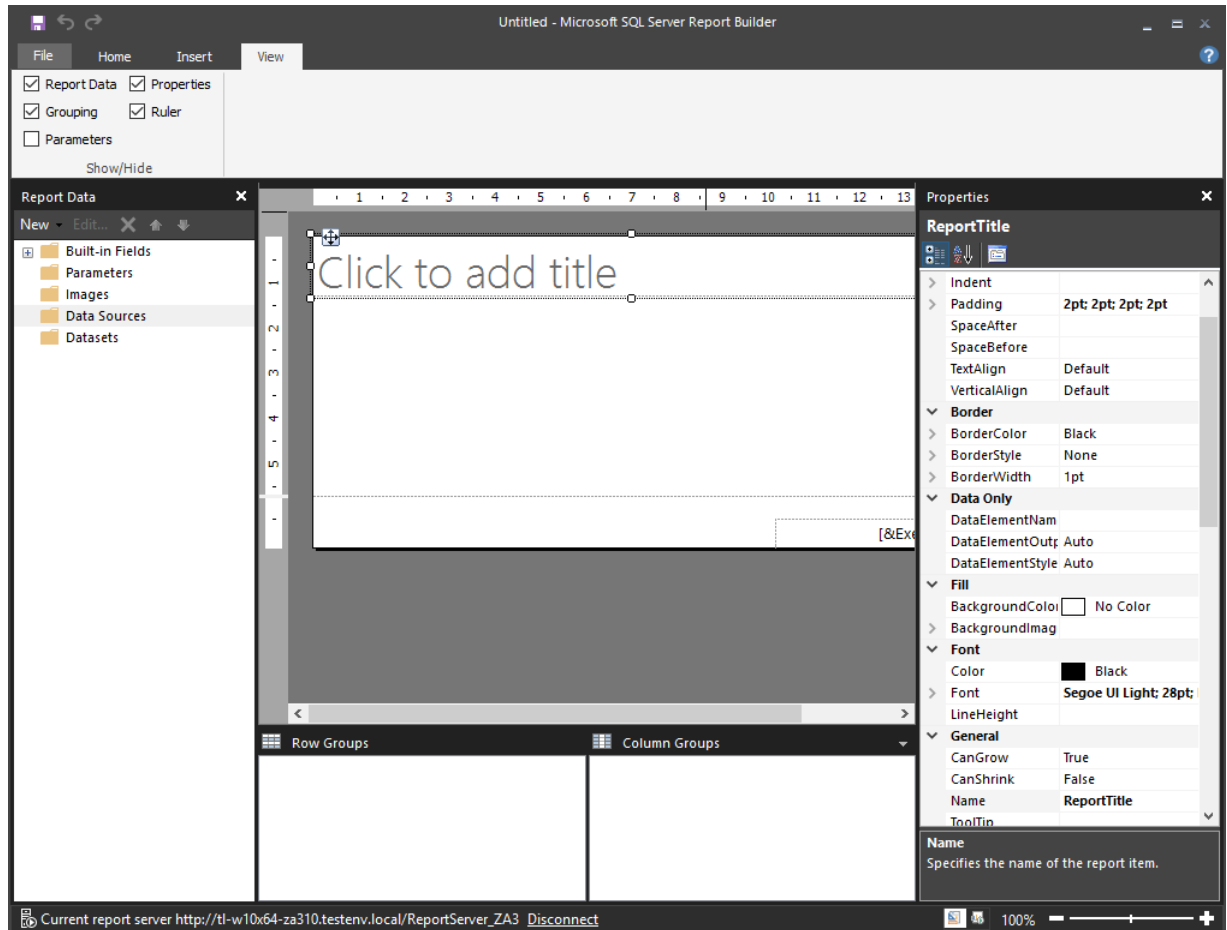 Untitled - Microsoft SQL Server Report Builder
File Home Insert View
Report Data Properties
Grouping Ruler
Parameters
Show/Hide
Report Data
New Edit...
Built-in Fields
Parameters
Images
Data Sources
Datasets
1 2 3 4 5 6 7 8 9 10 11 12 13
1
2
3
4
5
Click to add title
[&Exe
Row Groups
Column Groups
Properties
ReportTitle
Indent
Padding 2pt; 2pt; 2pt; 2pt
SpaceAfter
SpaceBefore
TextAlign Default
VerticalAlign Default
Border
BorderColor Black
BorderStyle None
BorderWidth 1pt
Data Only
DataElementNam
DataElementOutp Auto
DataElementStyle Auto
Fill
BackgroundColor No Color
BackgroundImag
Font
Color Black
Font Segoe UI Light; 28pt;
LineHeight
General
CanGrow True
CanShrink False
Name ReportTitle
ToolTip
Name
Specifies the name of the report item.
Current report server http://tl-w10x64-za310.testenv.local/ReportServer_ZA3 Disconnect
100%